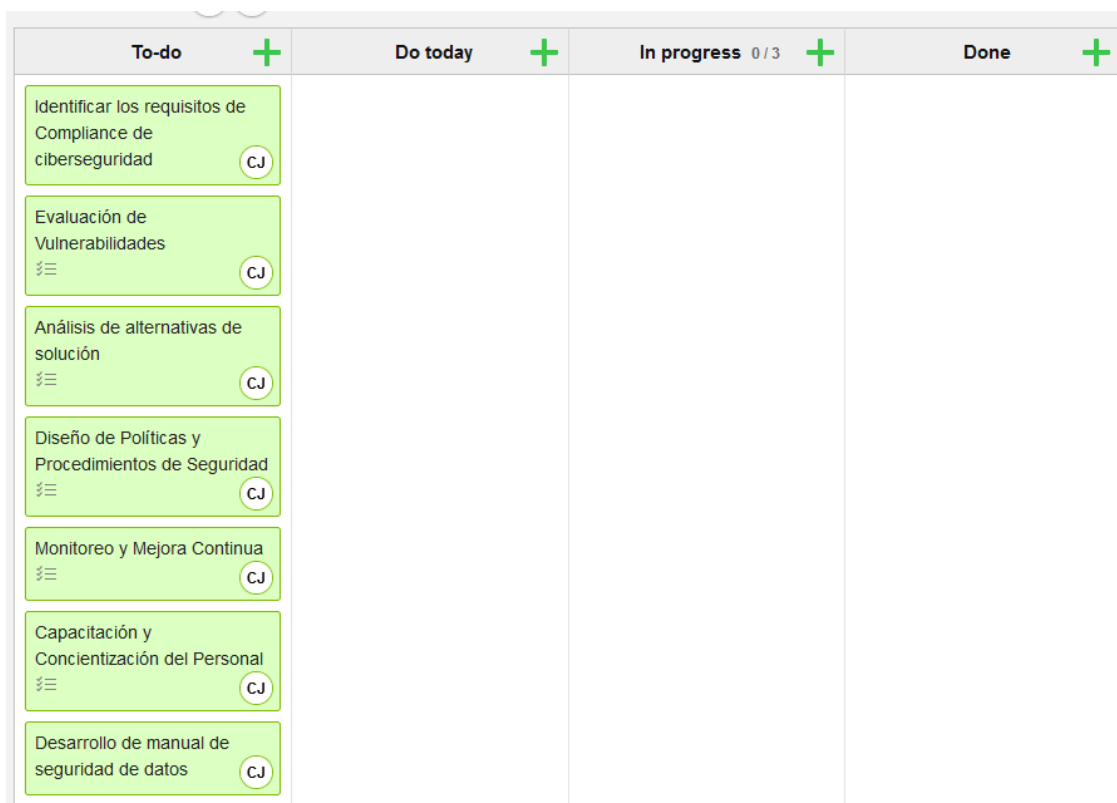 To-do
Do today
In progress 0 / 3
Done
Identificar los requisitos de
Compliance de
ciberseguridad
CJ
Evaluación de
Vulnerabilidades
CJ
Análisis de alternativas de
solución
CJ
Diseño de Políticas y
Procedimientos de Seguridad
CJ
Monitoreo y Mejora Continua
CJ
Capacitación y
Concientización del Personal
CJ
Desarrollo de manual de
seguridad de datos
CJ